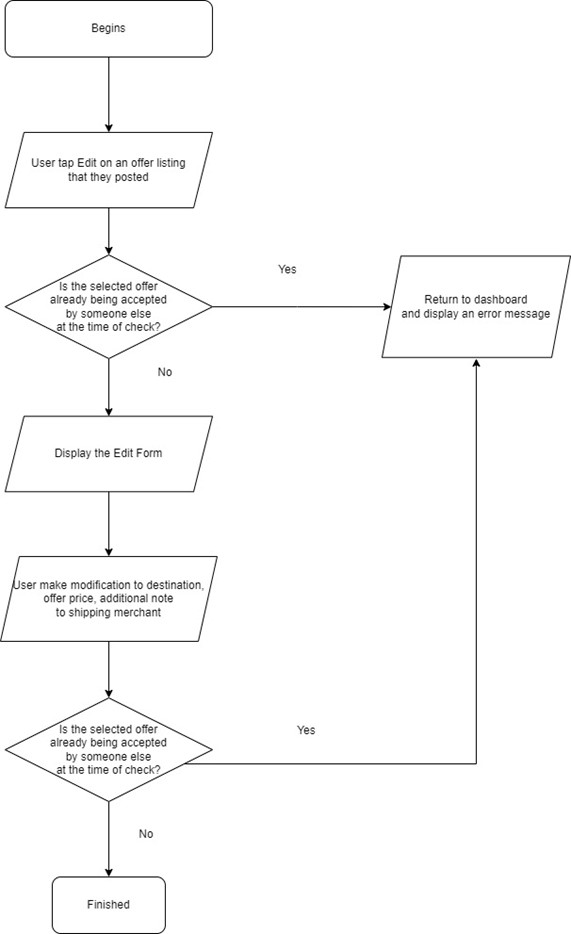 Begins
User tap Edit on an offer listing
that they posted
Is the selected offer
already being accepted
by someone else
at the time of check?
Yes
Return to dashboard
and display an error message
No
Display the Edit Form
User make modification to destination,
offer price, additional note
to shipping merchant
Is the selected offer
already being accepted
by someone else
at the time of check?
Yes
No
Finished